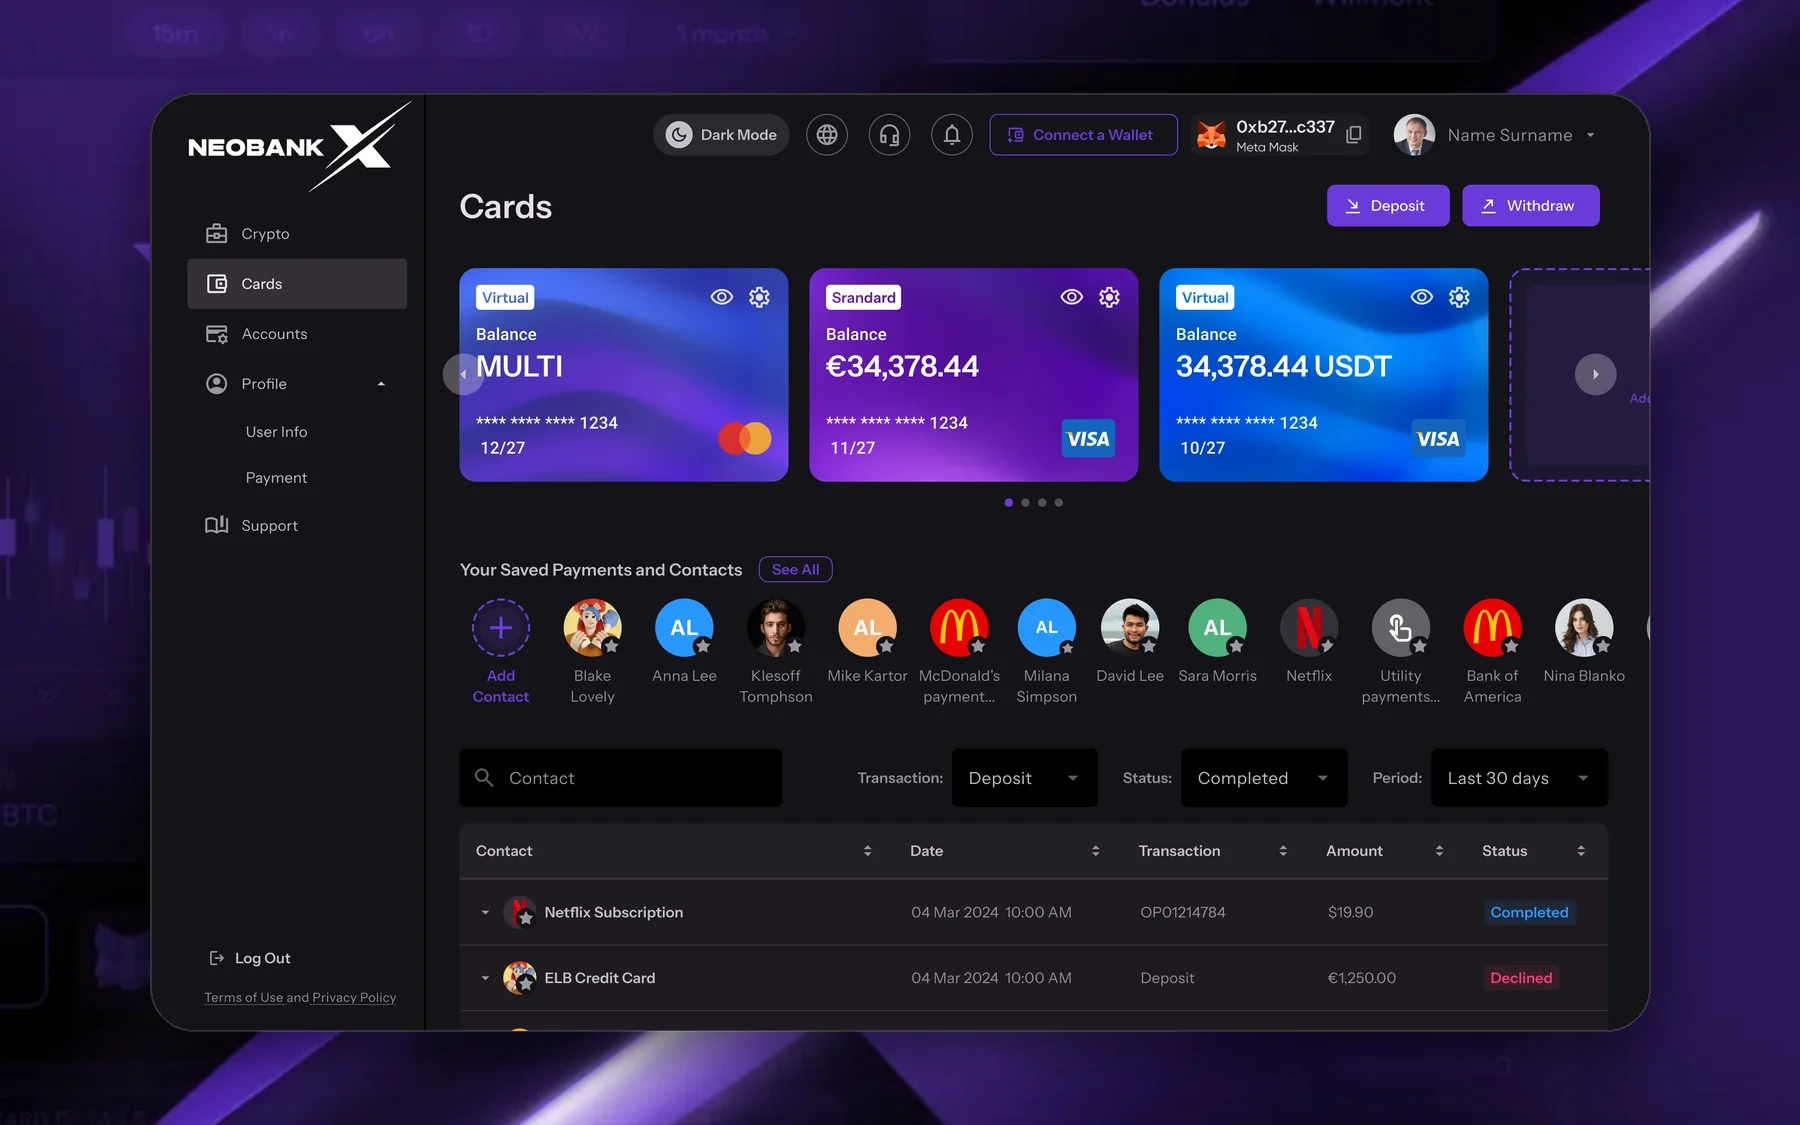 15m
1 month
NEOBANK X
Dark Mode
Connect a Wallet
0xb27...c337
Meta Mask
Name Surname
Crypto
Cards
Accounts
Profile
User Info
Payment
Support
Log Out
Terms of Use and Privacy Policy
Cards
Deposit
Withdraw
Virtual
Balance
MULTI
**** **** **** 1234
12/27
Srandard
Balance
€34,378.44
**** **** **** 1234
11/27
VISA
Virtual
Balance
34,378.44 USDT
**** **** **** 1234
10/27
VISA
Your Saved Payments and Contacts
See All
Add
Contact
Blake
Lovely
AL
Anna Lee
Klesoff
Tomphson
AL
Mike Kartor
McDonald's
payment...
AL
Milana
Simpson
David Lee
AL
Sara Morris
Netflix
Utility
payments...
Bank of
America
Nina Blanko
Contact
Transaction: Deposit
Status: Completed
Period: Last 30 days
Contact Date Transaction Amount Status
Netflix Subscription 04 Mar 2024 10:00 AM OP01214784 $19.90 Completed
ELB Credit Card 04 Mar 2024 10:00 AM Deposit €1,250.00 Declined
BTC